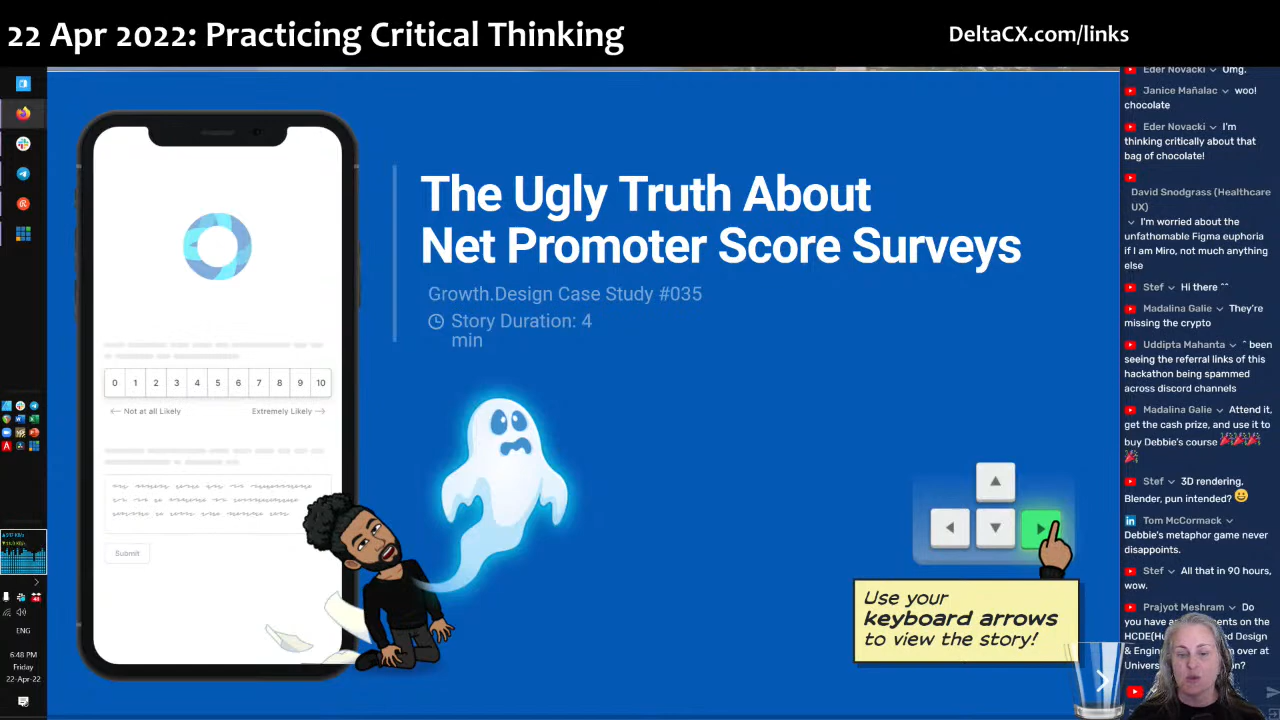 22 Apr 2022: Practicing Critical Thinking
DeltaCX.com/links
The Ugly Truth About
Net Promoter Score Surveys
Growth.Design Case Study #035
Story Duration: 4
min
0 1 2 3 4 5 6 7 8 9 10
Not at all Likely
Extremely Likely
Submit
Use your
keyboard arrows
to view the story!
ENG
6:48 PM
Friday
22-Apr-22
Eder Novacki Omg.
Janice Mañalac woo!
chocolate
Eder Novacki I'm
thinking critically about that
bag of chocolate!
David Snodgrass (Healthcare
UX)
I'm worried about the
unfathomable Figma euphoria
if I am Miro, not much anything
else
Stef Hi there ^^
Madalina Galie They're
missing the crypto
Uddipta Mahanta ^ been
seeing the referral links of this
hackathon being spammed
across discord channels
Madalina Galie Attend it,
get the cash prize, and use it to
buy Debbie's course
Stef 3D rendering,
Blender, pun intended?
Tom McCormack
Debbie's metaphor game never
disappoints.
Stef All that in 90 hours,
wow.
Prajyot Meshram Do
you have a
ents on the
HCDE(Hu
d Design
& Engin
m over at
Univers
n?